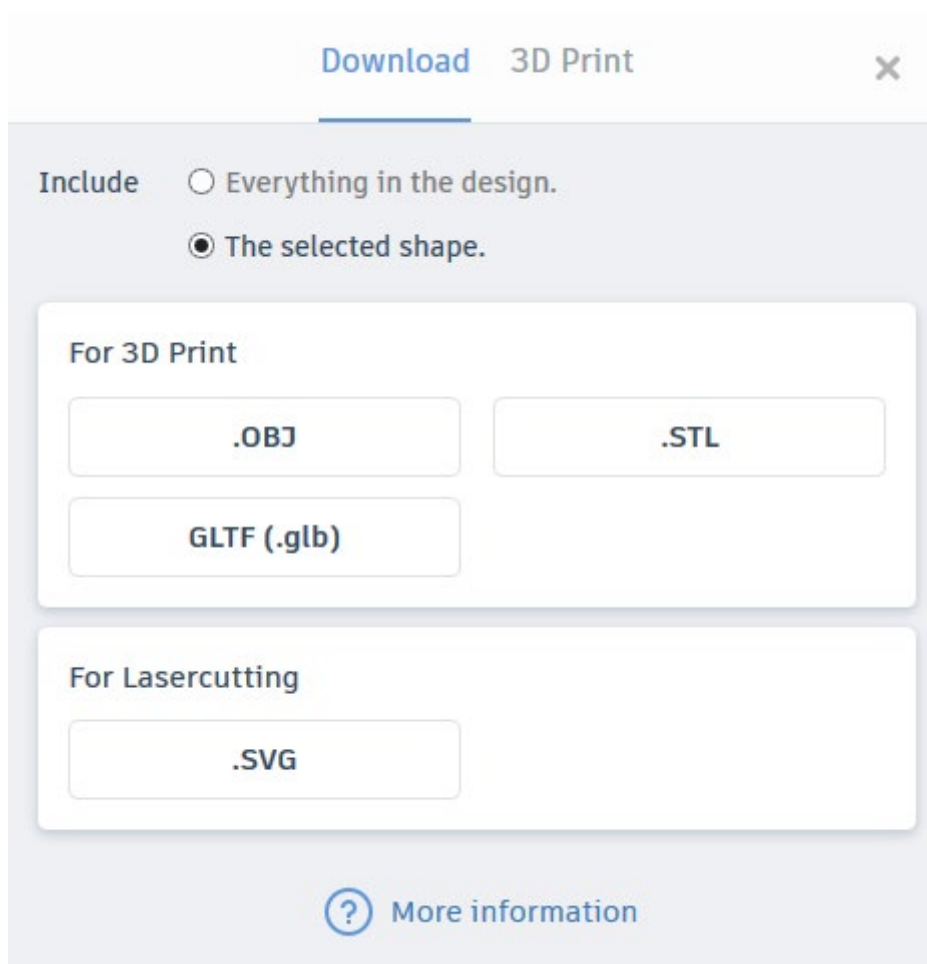 Download 3D Print ×
Include Everything in the design.
The selected shape.
For 3D Print
.OBJ .STL
GLTF (.glb)
For Lasercutting
.SVG
? More information